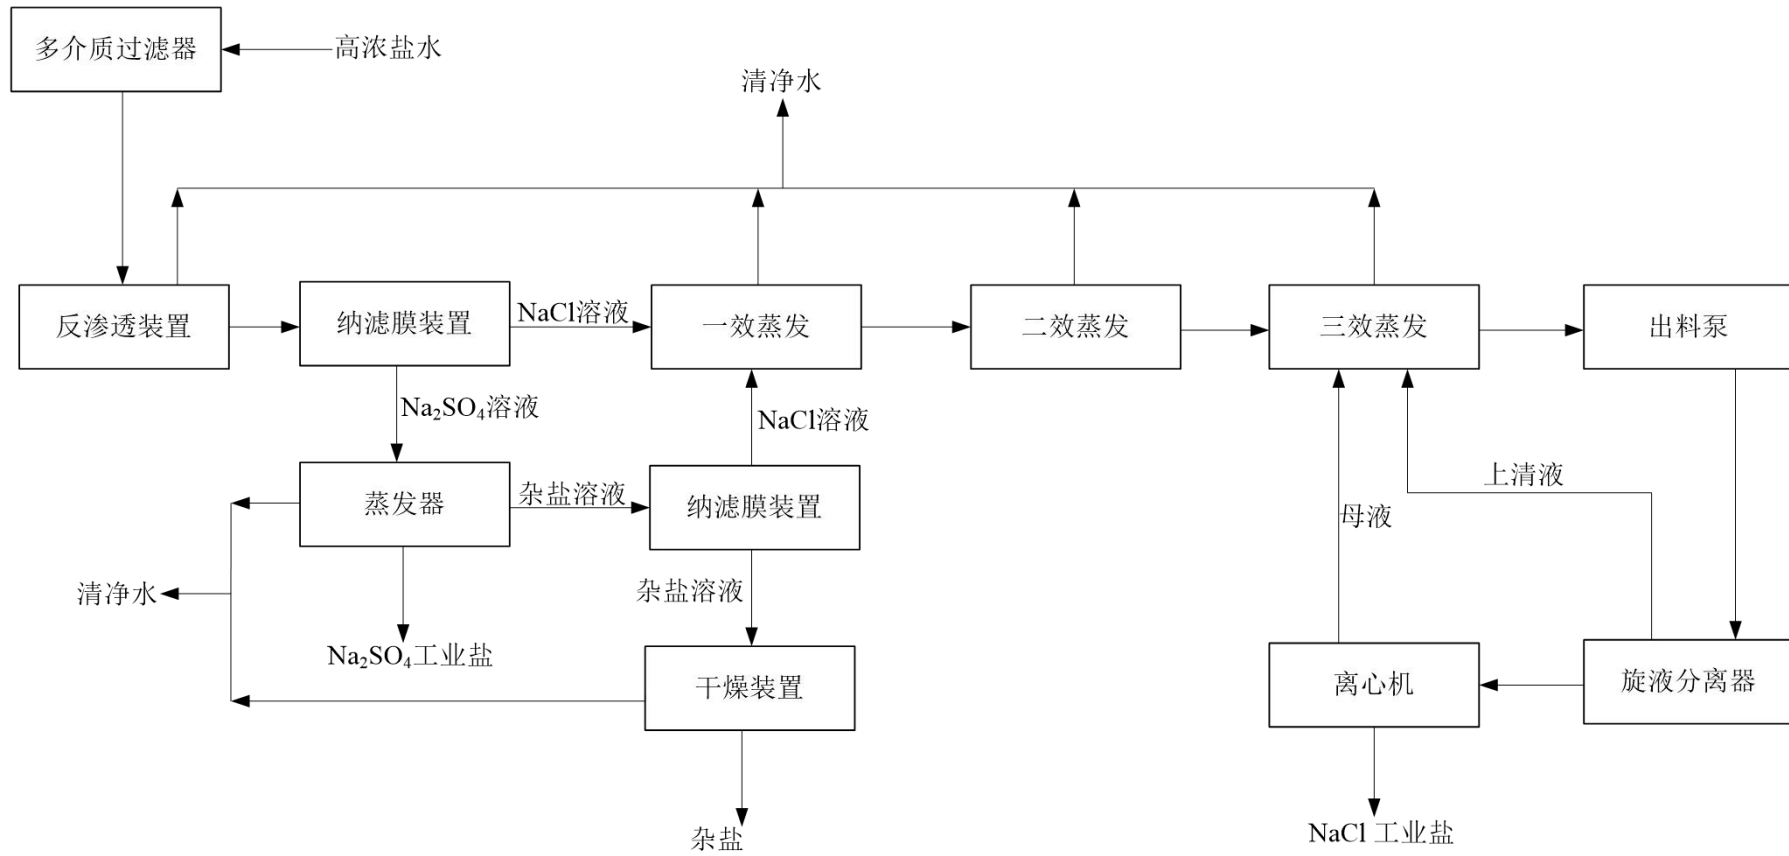 多介质过滤器
高浓盐水
清净水
反渗透装置
纳滤膜装置
NaCl溶液
一效蒸发
二效蒸发
三效蒸发
出料泵
Na₂SO₄溶液
NaCl溶液
蒸发器
杂盐溶液
纳滤膜装置
上清液
母液
清净水
杂盐溶液
Na₂SO₄工业盐
干燥装置
离心机
旋液分离器
杂盐
NaCl 工业盐